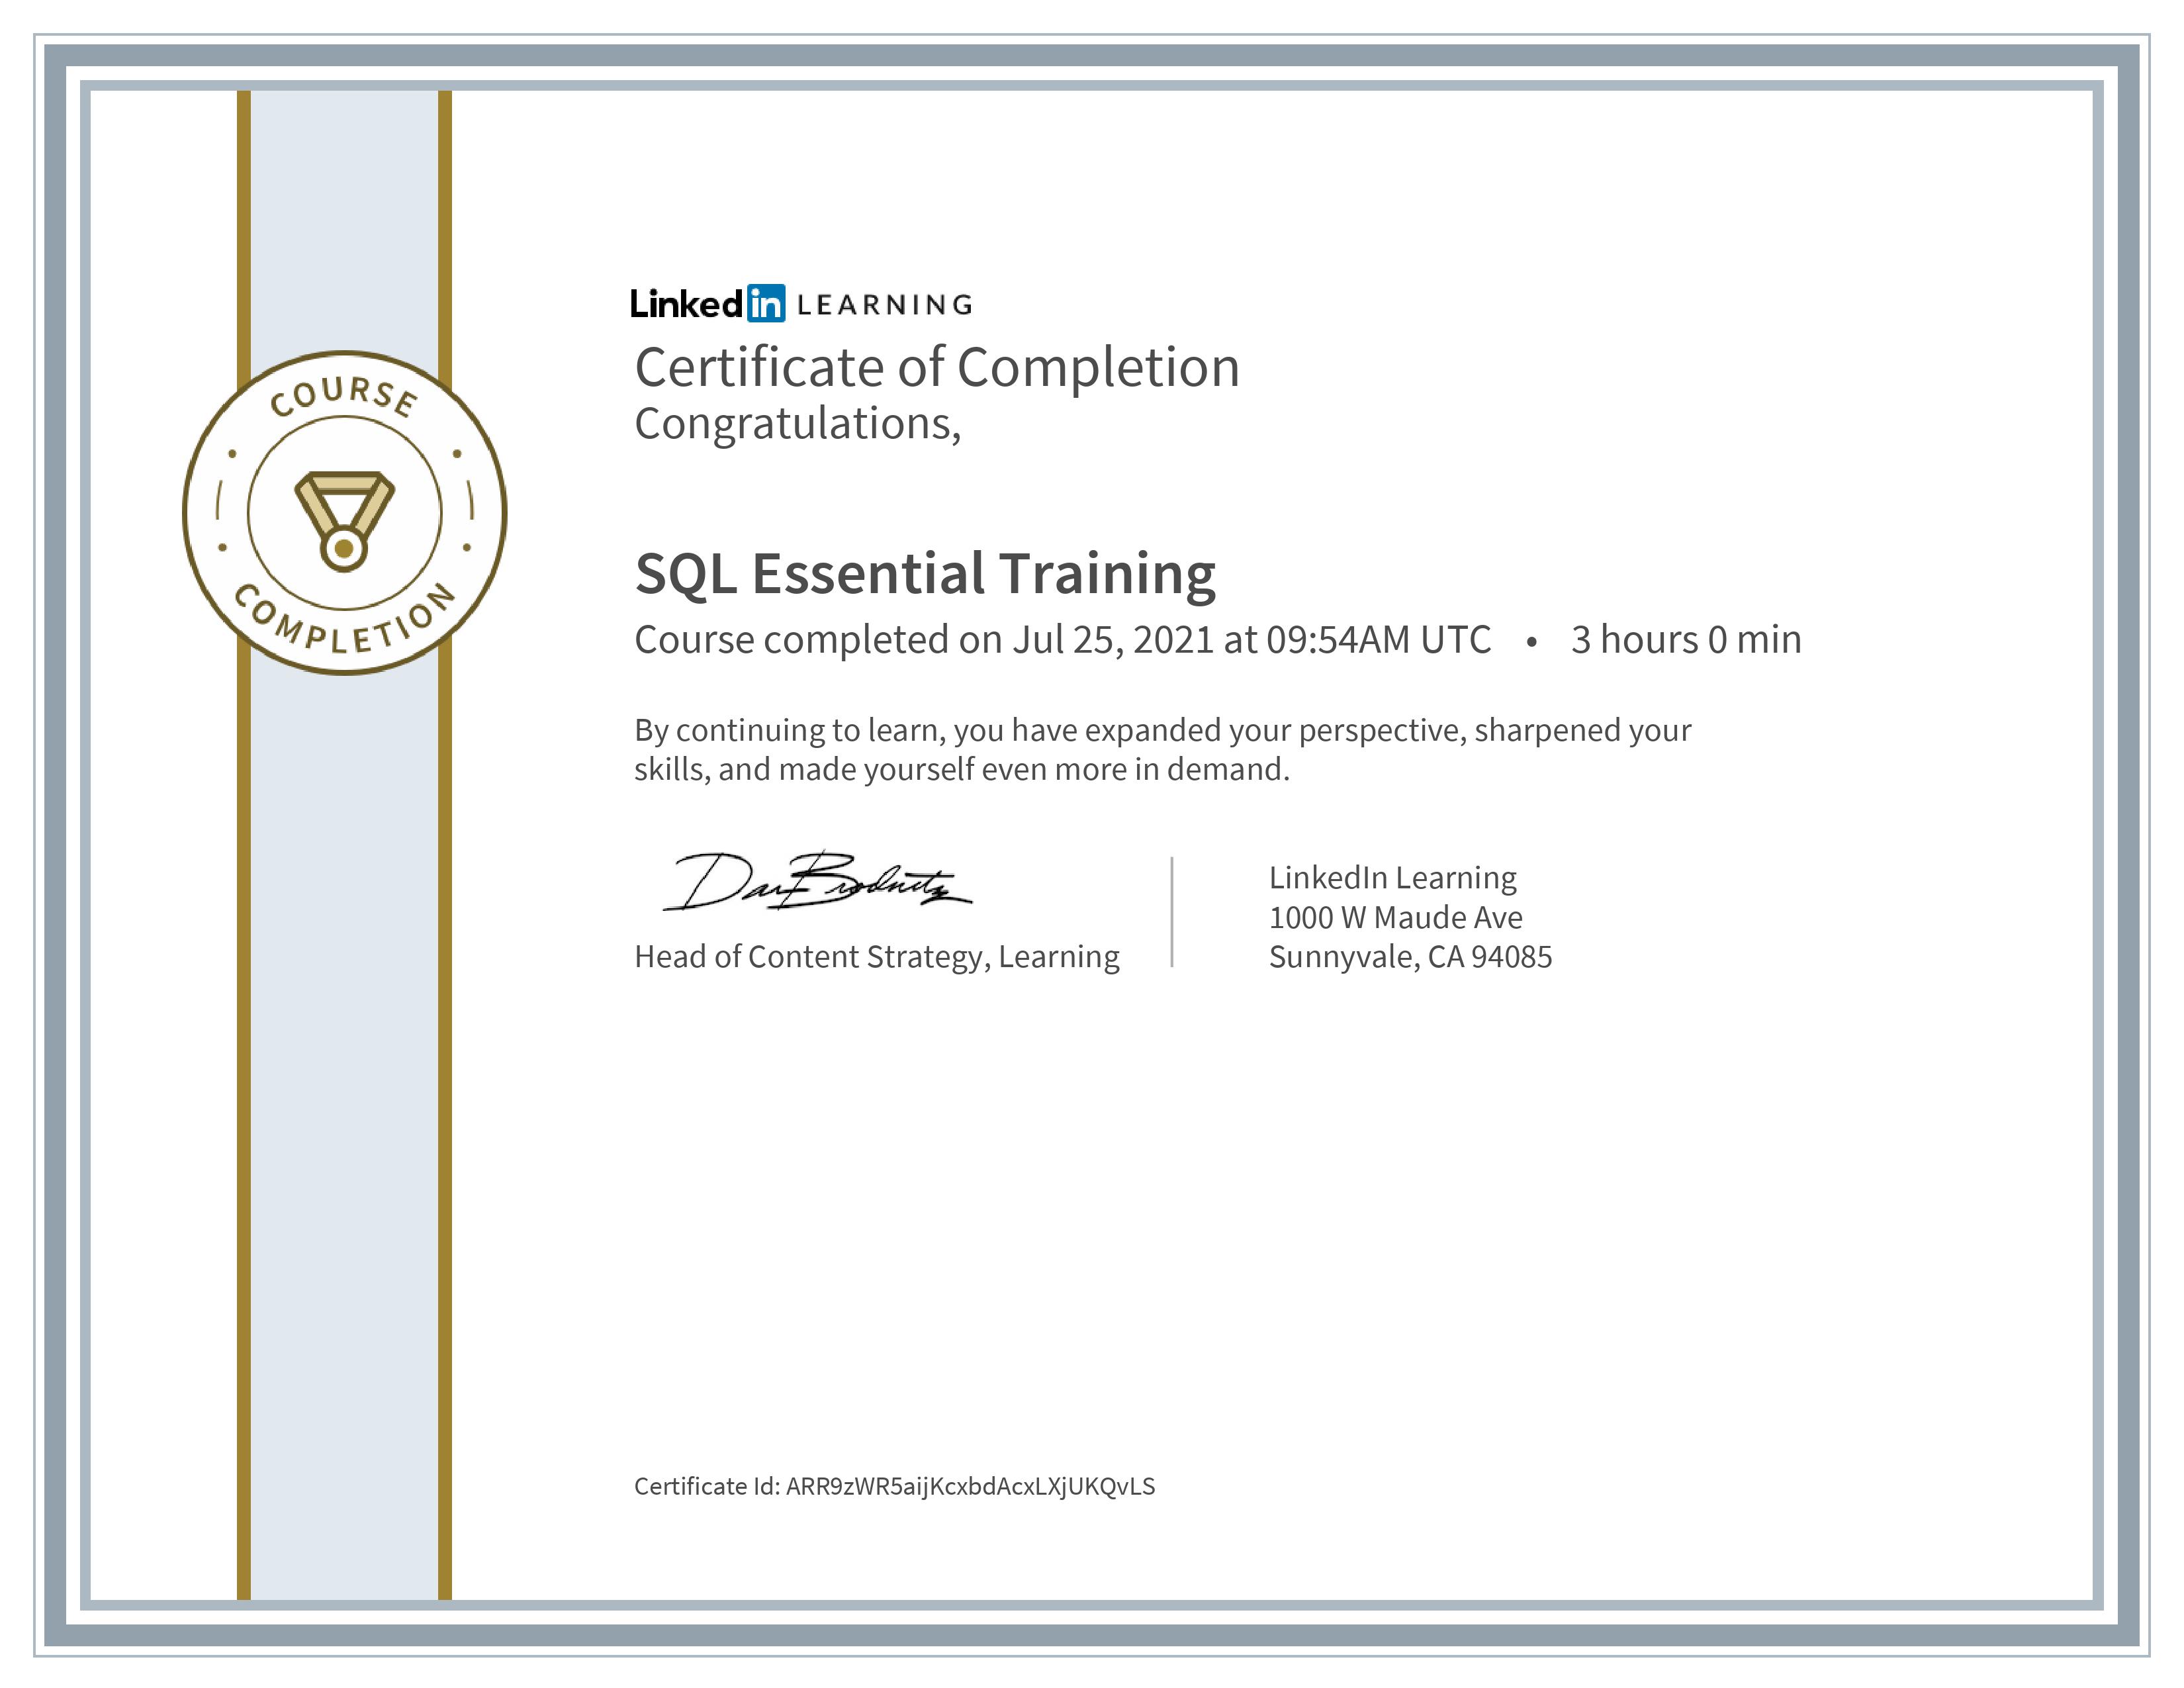 COURSE
COMPLETION
Linkedin LEARNING
Certificate of Completion
Congratulations,
SQL Essential Training
Course completed on Jul 25, 2021 at 09:54AM UTC • 3 hours 0 min
By continuing to learn, you have expanded your perspective, sharpened your
skills, and made yourself even more in demand.
Dan Brodnitz
Head of Content Strategy, Learning
LinkedIn Learning
1000 W Maude Ave
Sunnyvale, CA 94085
Certificate Id: ARR9zWR5aijKcxbdAcxLXjUKQvLS